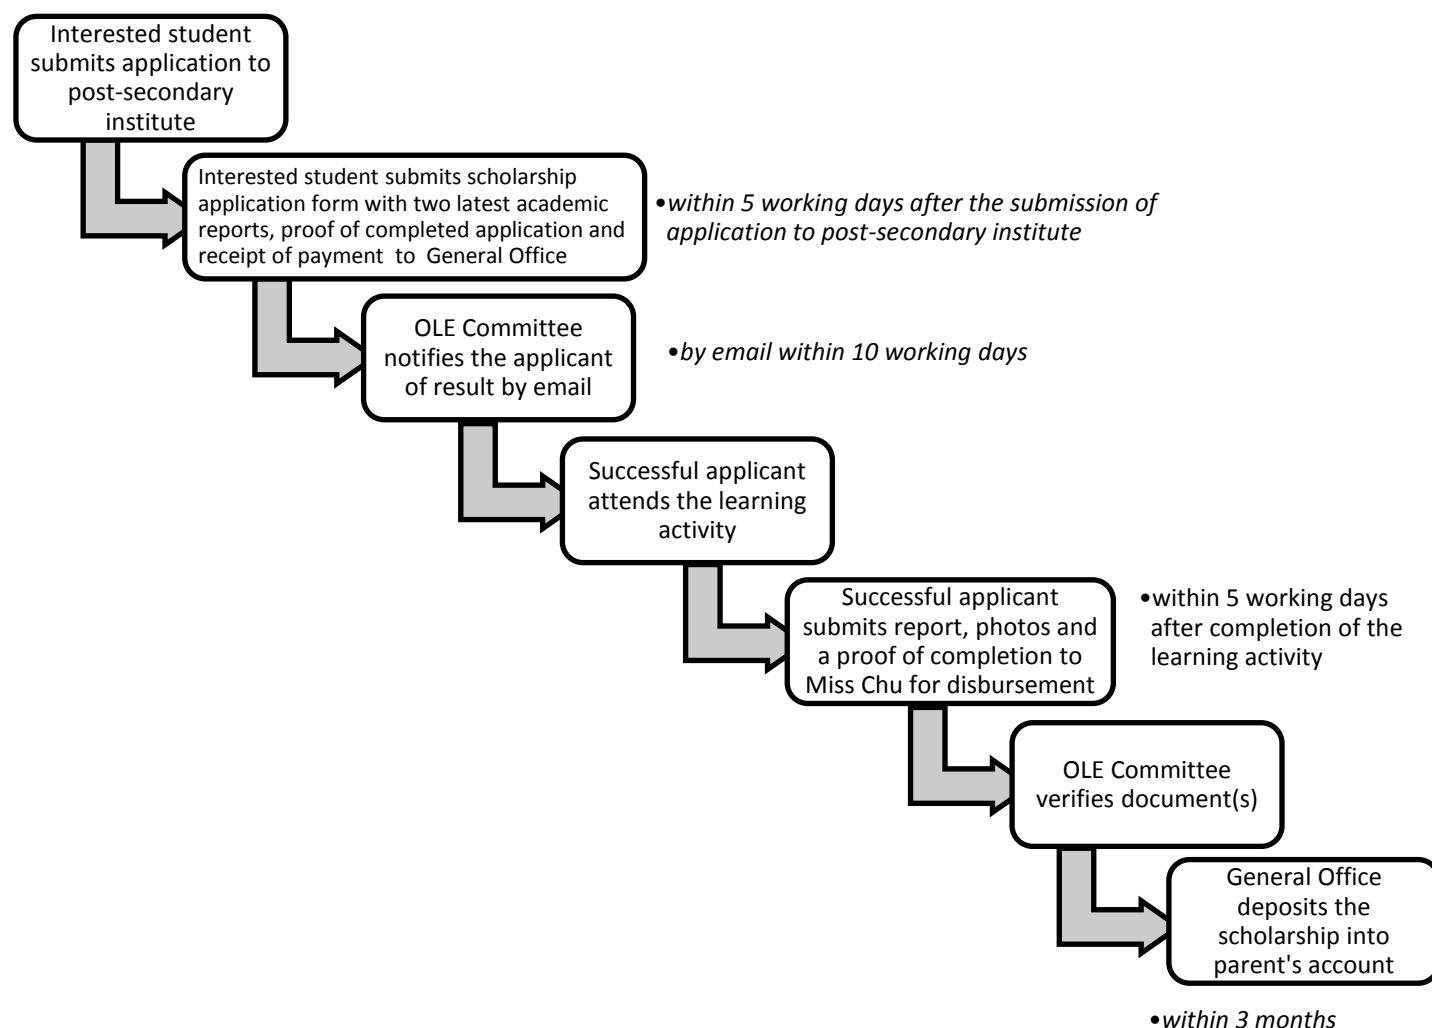 Interested student
submits application to
post-secondary
institute
Interested student submits scholarship
application form with two latest academic
reports, proof of completed application and
receipt of payment to General Office
•within 5 working days after the submission of
application to post-secondary institute
OLE Committee
notifies the applicant
of result by email
•by email within 10 working days
Successful applicant
attends the learning
activity
Successful applicant
submits report, photos and
a proof of completion to
Miss Chu for disbursement
•within 5 working days
after completion of the
learning activity
OLE Committee
verifies document(s)
General Office
deposits the
scholarship into
parent's account
•within 3 months